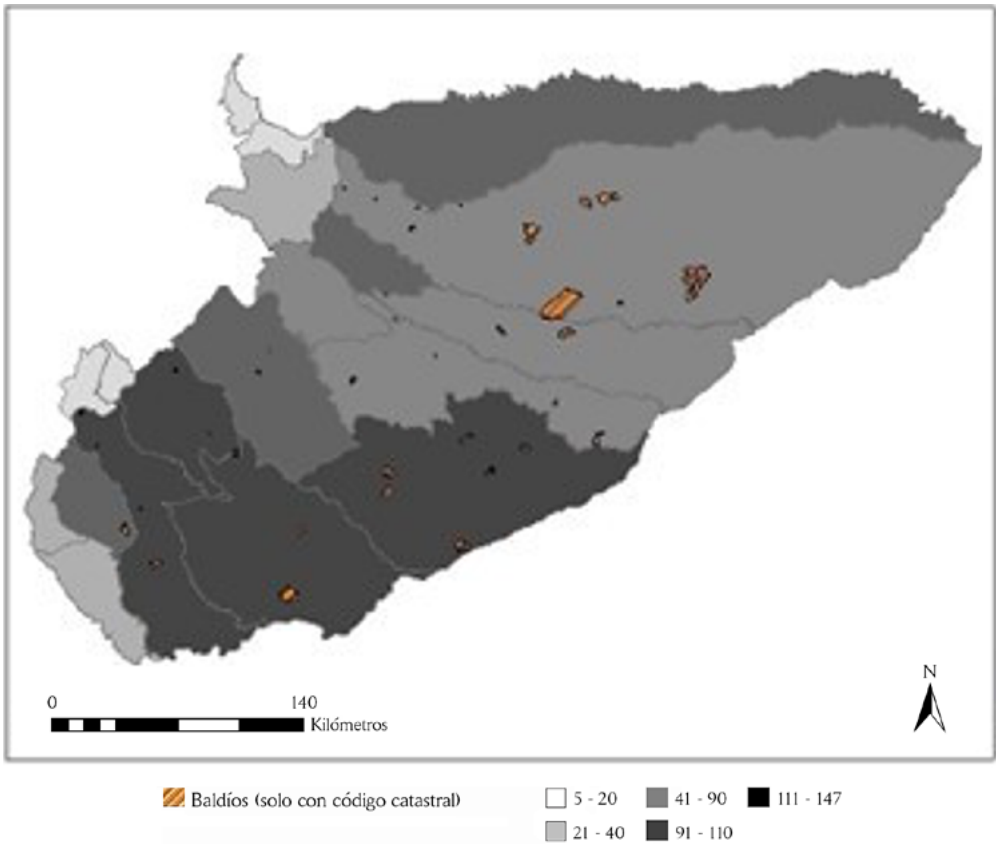 N
0 140
Kilómetros
Baldíos (solo con código catastral)
5 - 20 41 - 90 111 - 147
21 - 40 91 - 110